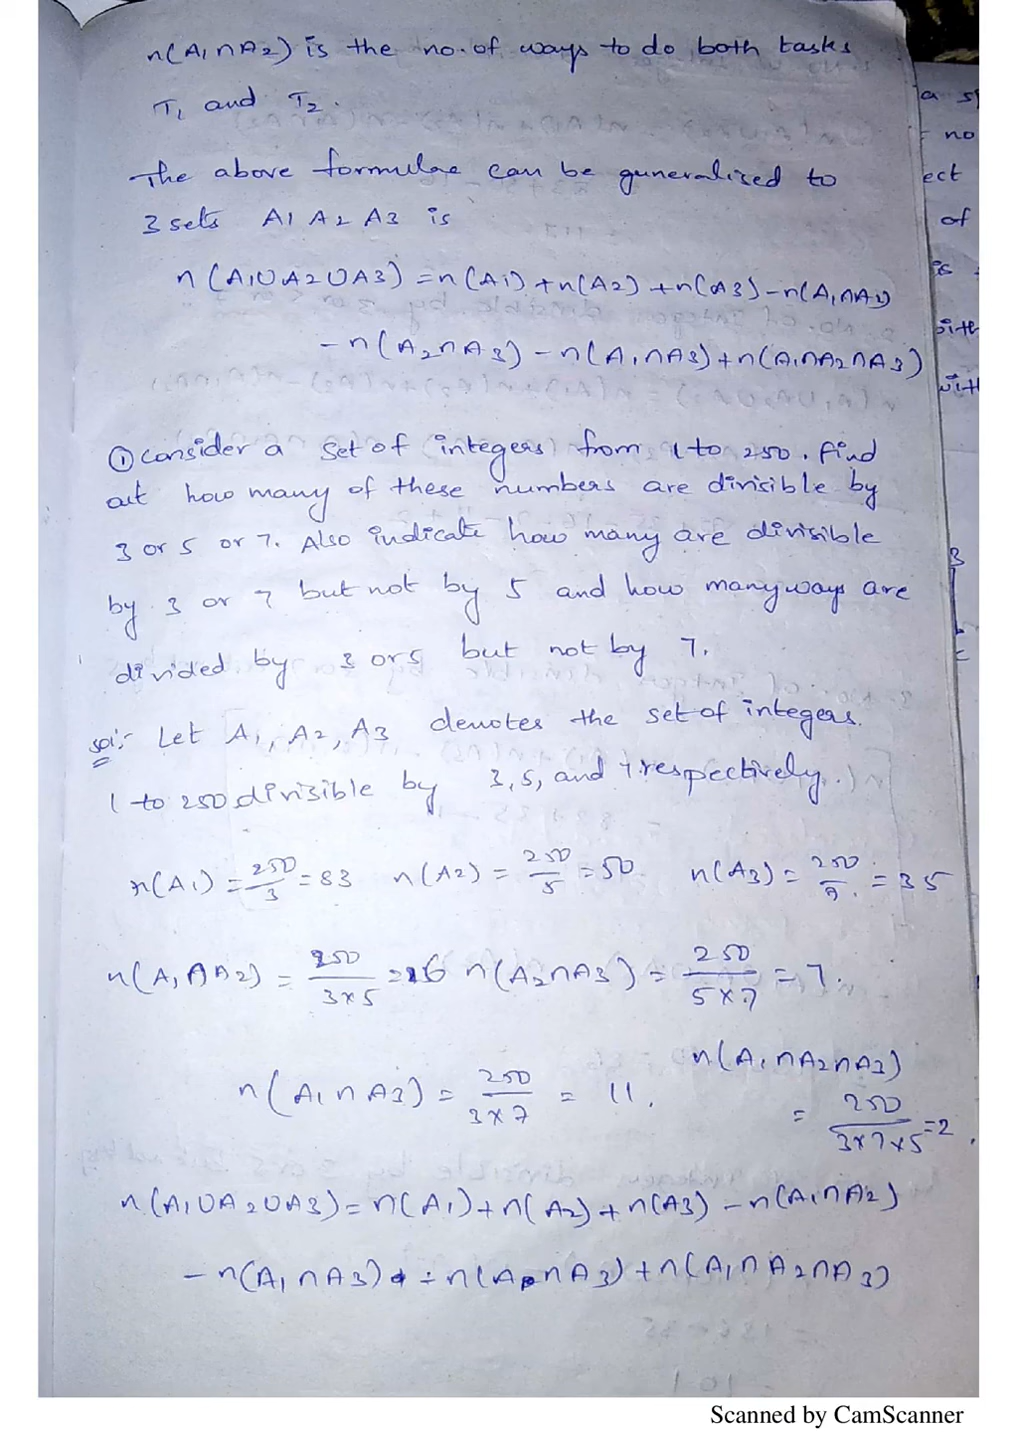 n(A1∩A2) is the no. of ways to do both tasks
T1 and T2.
The above formulae can be guneralized to
3 sets A1 A2 A3 is
n(A1∪A2∪A3) = n(A1) + n(A2) + n(A3) - n(A1∩A2)
- n(A2∩A3) - n(A1∩A3) + n(A1∩A2∩A3)
① consider a set of integers from 1 to 250. find
out how many of these numbers are divisible by
3 or 5 or 7. Also indicate how many are divisible
by 3 or 7 but not by 5 and how many ways are
divided by 3 or 5 but not by 7.
sol:- Let A1, A2, A3 denotes the set of integers.
1 to 250 divisible by 3, 5, and 7 respectively.
n(A1) = 250/3 = 83 n(A2) = 250/5 = 50 n(A3) = 250/7 = 35
n(A1∩A2) = 250/3×5 = 16 n(A2∩A3) = 250/5×7 = 7.
n(A1∩A3) = 250/3×7 = 11. n(A1∩A2∩A3)
= 250/3×7×5 = 2.
n(A1∪A2∪A3) = n(A1) + n(A2) + n(A3) - n(A1∩A2)
- n(A1∩A3) - n(A2∩A3) + n(A1∩A2∩A3)
no
ect
of
is
with
Scanned by CamScanner